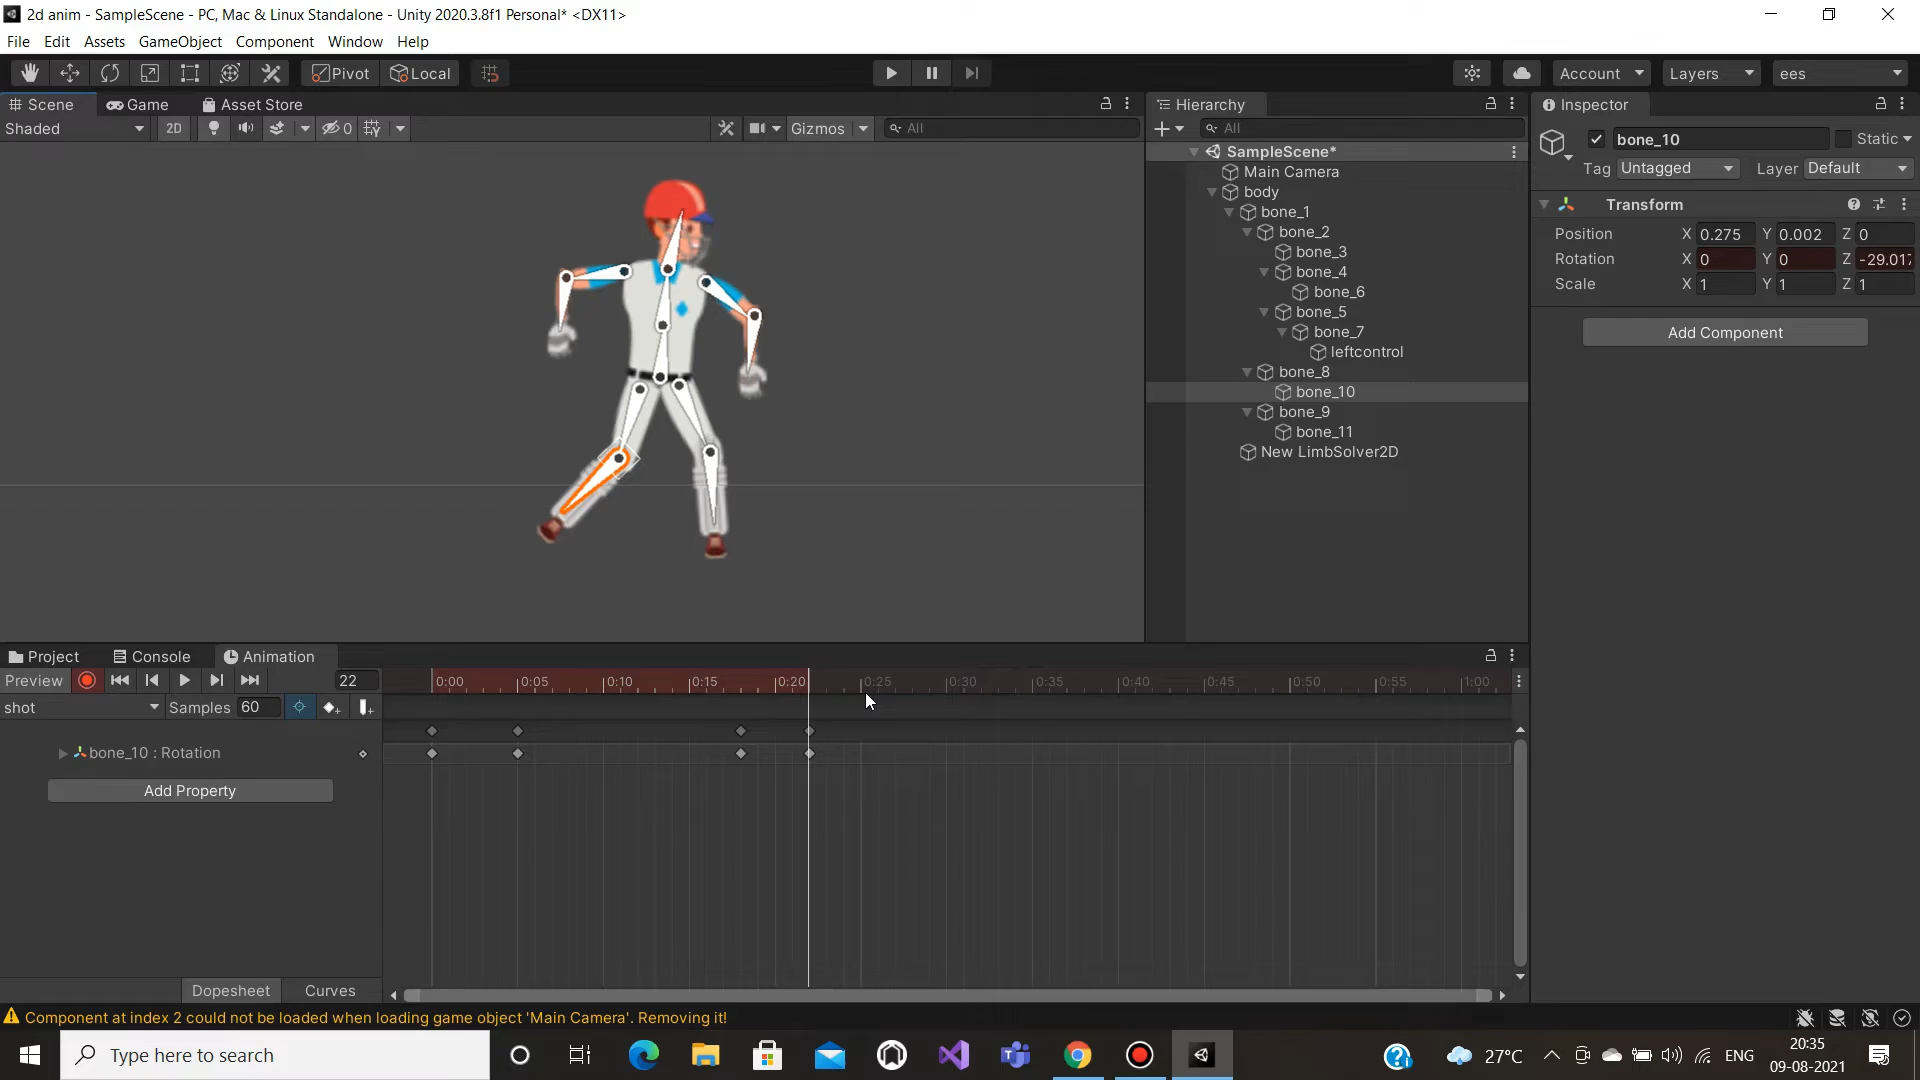 2d anim - SampleScene - PC, Mac & Linux Standalone - Unity 2020.3.8f1 Personal* <DX11>
File Edit Assets GameObject Component Window Help
Pivot Local Account Layers ees
Scene Game Asset Store
Shaded 2D 0 Gizmos All
Hierarchy
All
SampleScene*
Main Camera
body
bone_1
bone_2
bone_3
bone_4
bone_6
bone_5
bone_7
leftcontrol
bone_8
bone_10
bone_9
bone_11
New LimbSolver2D
Inspector
bone_10 Static
Tag Untagged Layer Default
Transform
Position X 0.275 Y 0.002 Z 0
Rotation X 0 Y 0 Z -29.017
Scale X 1 Y 1 Z 1
Add Component
Project Console Animation
Preview 22 0:00 0:05 0:10 0:15 0:20 0:25 0:30 0:35 0:40 0:45 0:50 0:55 1:00
shot Samples 60
bone_10 : Rotation
Add Property
Dopesheet Curves
Component at index 2 could not be loaded when loading game object 'Main Camera'. Removing it!
Type here to search
27°C ENG
20:35
09-08-2021